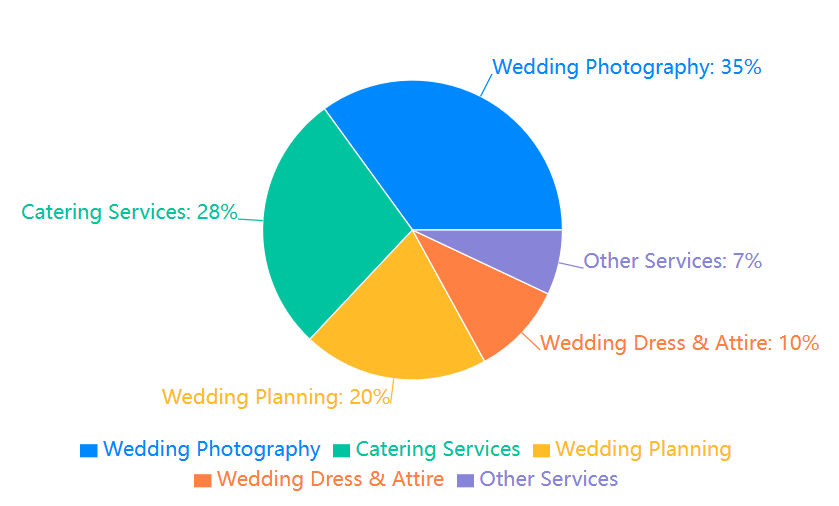 Wedding Photography: 35%
Catering Services: 28%
Other Services: 7%
Wedding Dress & Attire: 10%
Wedding Planning: 20%
Wedding Photography Catering Services Wedding Planning
Wedding Dress & Attire Other Services